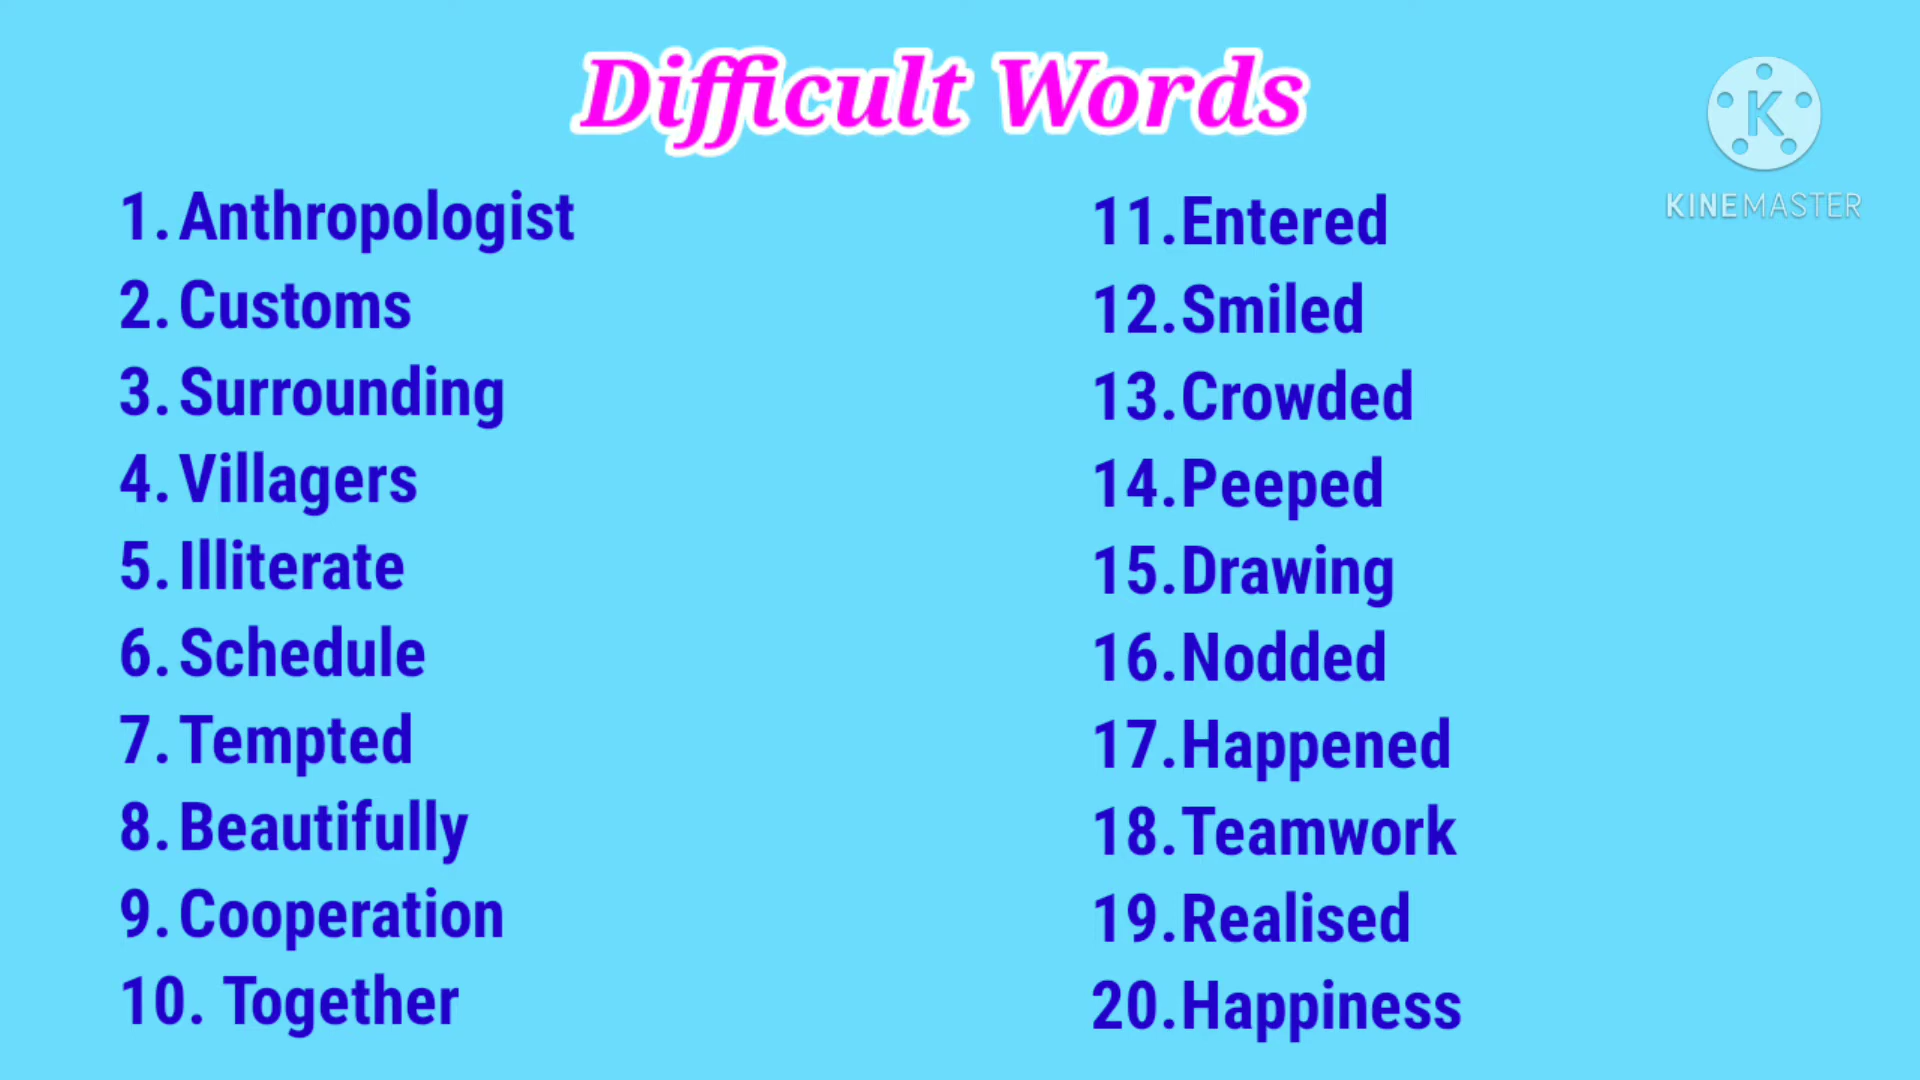 Difficult Words
K
KINEMASTER
1. Anthropologist
2. Customs
3. Surrounding
4. Villagers
5. Illiterate
6. Schedule
7. Tempted
8. Beautifully
9. Cooperation
10. Together
11.Entered
12.Smiled
13.Crowded
14.Peeped
15.Drawing
16.Nodded
17.Happened
18.Teamwork
19.Realised
20.Happiness